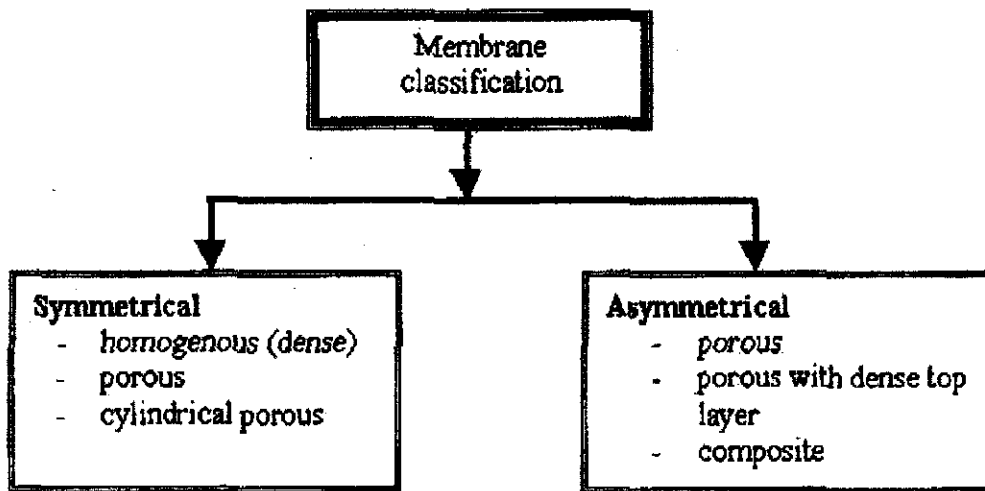 Membrane
classification
Symmetrical
- homogenous (dense)
- porous
- cylindrical porous
Asymmetrical
- porous
- porous with dense top
layer
- composite